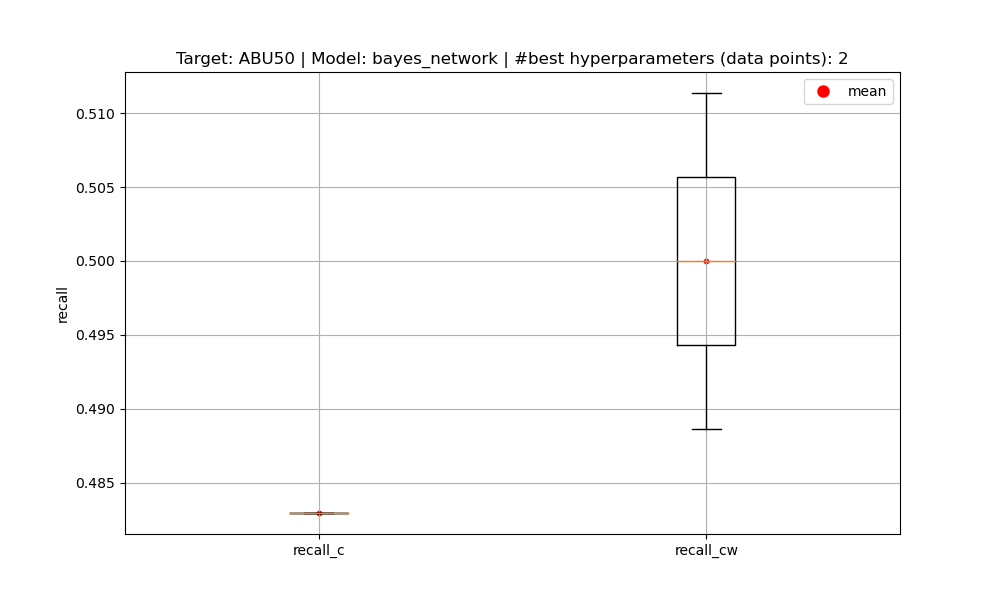 Target: ABU50 | Model: bayes_network | #best hyperparameters (data points): 2
mean
0.510
0.505
0.500
0.495
0.490
0.485
recall
recall_c
recall_cw